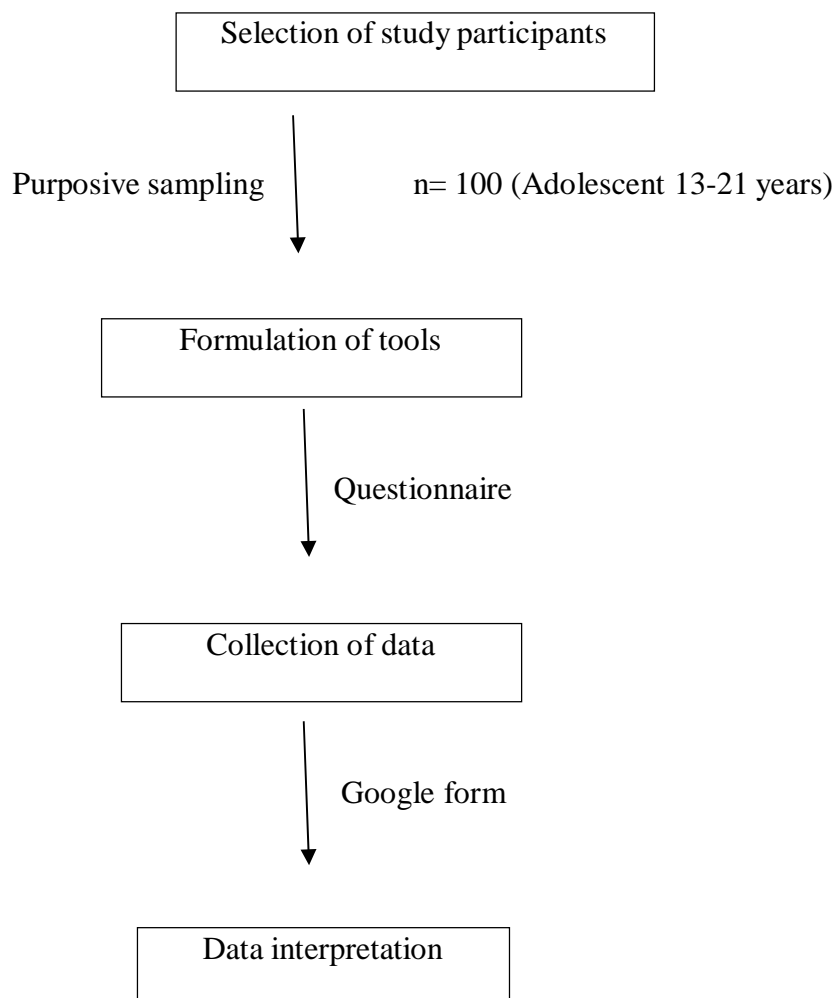 Selection of study participants
Purposive sampling n= 100 (Adolescent 13-21 years)
Formulation of tools
Questionnaire
Collection of data
Google form
Data interpretation